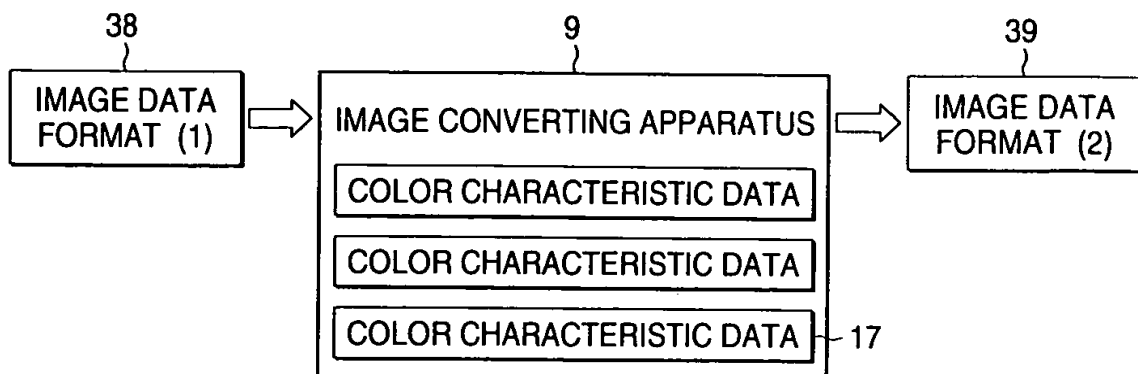 38
IMAGE DATA
FORMAT (1)
9
IMAGE CONVERTING APPARATUS
COLOR CHARACTERISTIC DATA
COLOR CHARACTERISTIC DATA
COLOR CHARACTERISTIC DATA
17
39
IMAGE DATA
FORMAT (2)